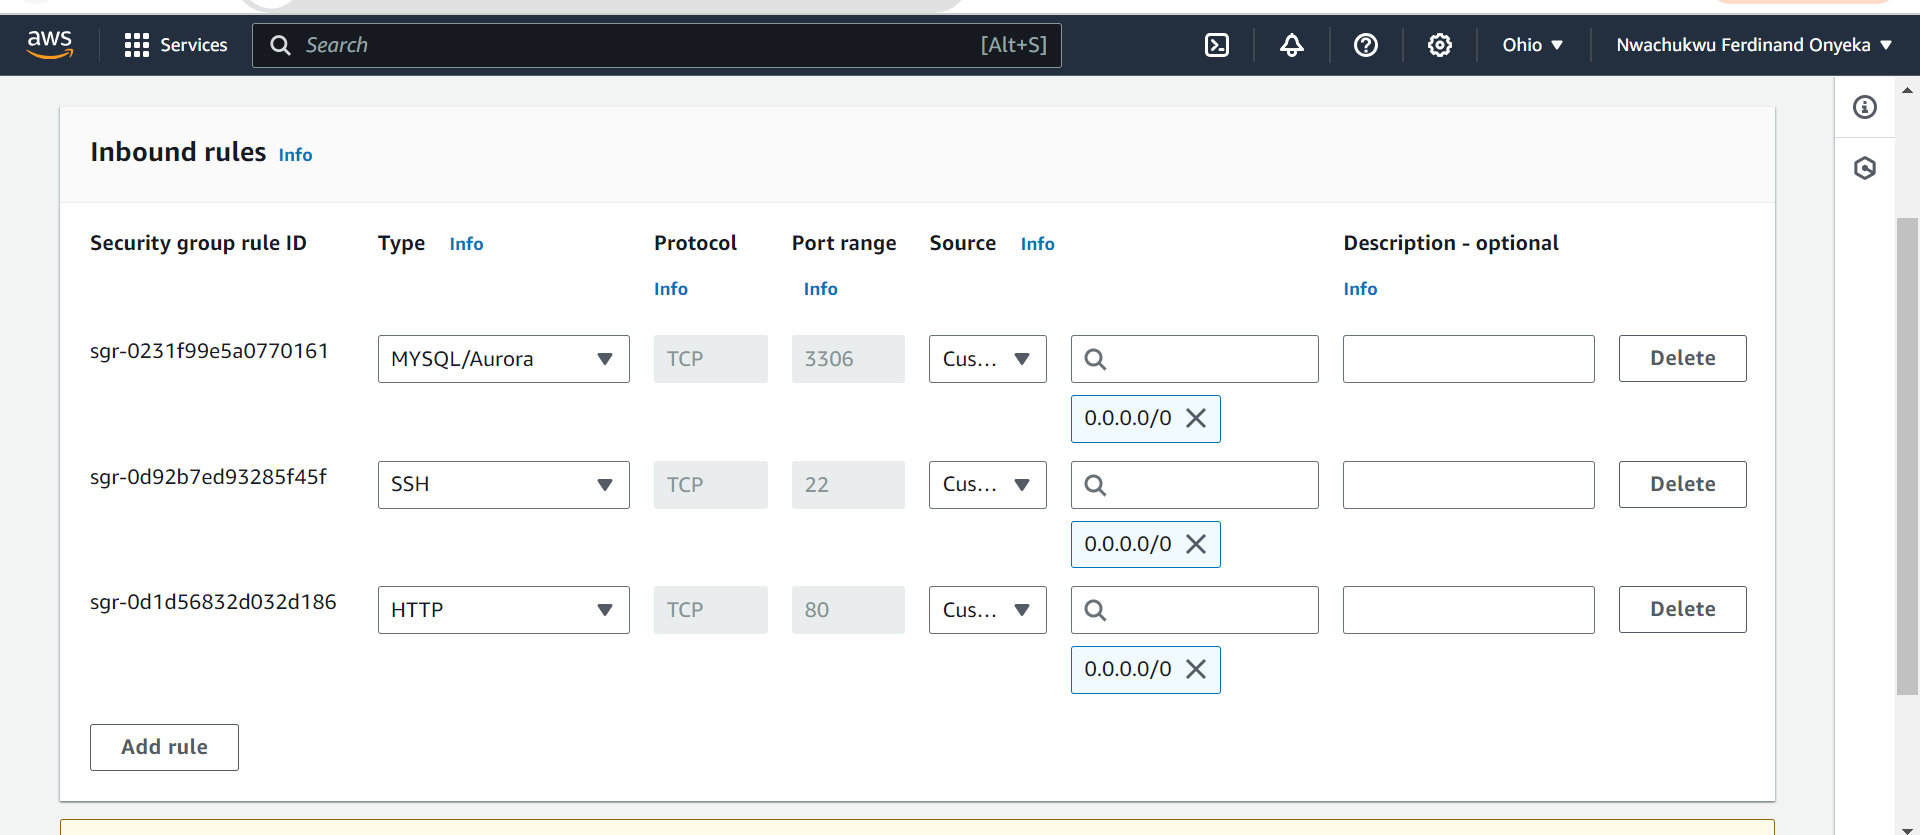 aws Services Search [Alt+S] Ohio Nwachukwu Ferdinand Onyeka
Inbound rules Info
Security group rule ID Type Info Protocol Port range Source Info Description - optional
Info Info Info
sgr-0231f99e5a0770161 MYSQL/Aurora TCP 3306 Cus... Delete
0.0.0.0/0
sgr-0d92b7ed93285f45f SSH TCP 22 Cus... Delete
0.0.0.0/0
sgr-0d1d56832d032d186 HTTP TCP 80 Cus... Delete
0.0.0.0/0
Add rule